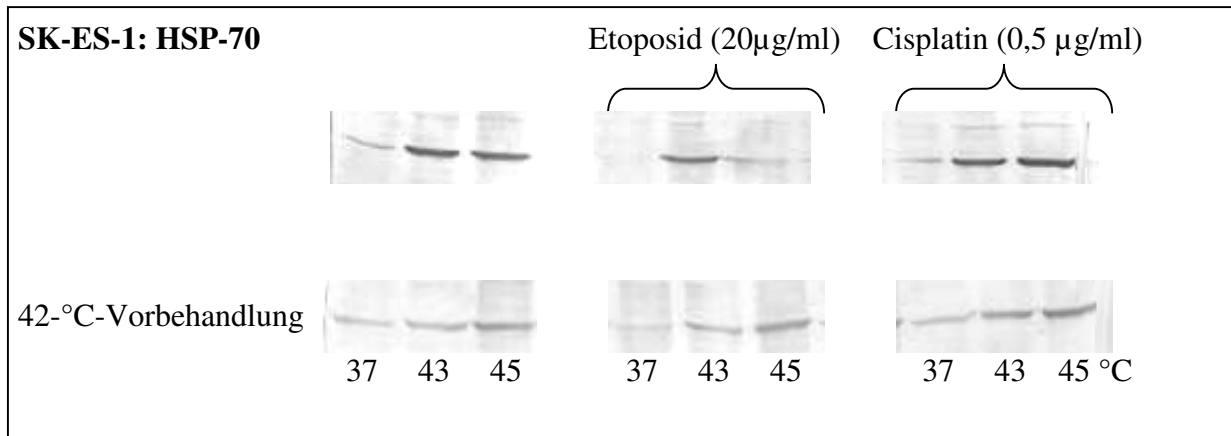 SK-ES-1: HSP-70 Etoposid (20µg/ml) Cisplatin (0,5 µg/ml)
42-°C-Vorbehandlung
37 43 45 37 43 45 37 43 45 °C